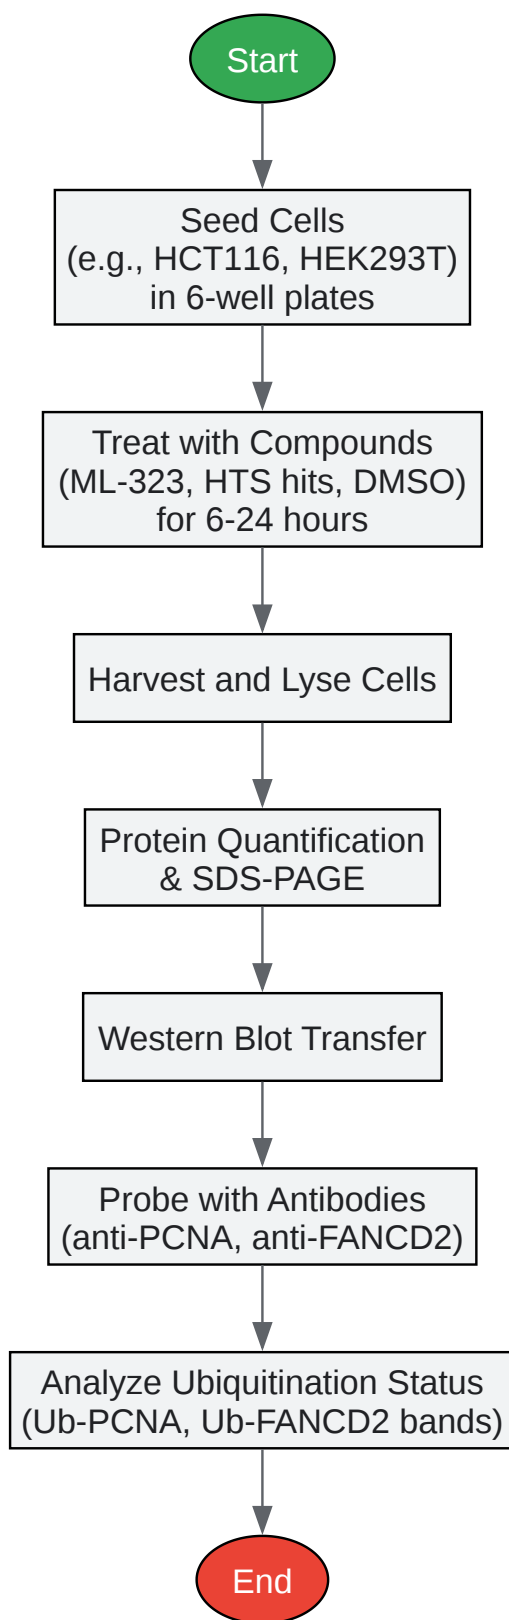 Start
Seed Cells
(e.g., HCT116, HEK293T)
in 6-well plates
Treat with Compounds
(ML-323, HTS hits, DMSO)
for 6-24 hours
Harvest and Lyse Cells
Protein Quantification
& SDS-PAGE
Western Blot Transfer
Probe with Antibodies
(anti-PCNA, anti-FANCD2)
Analyze Ubiquitination Status
(Ub-PCNA, Ub-FANCD2 bands)
End